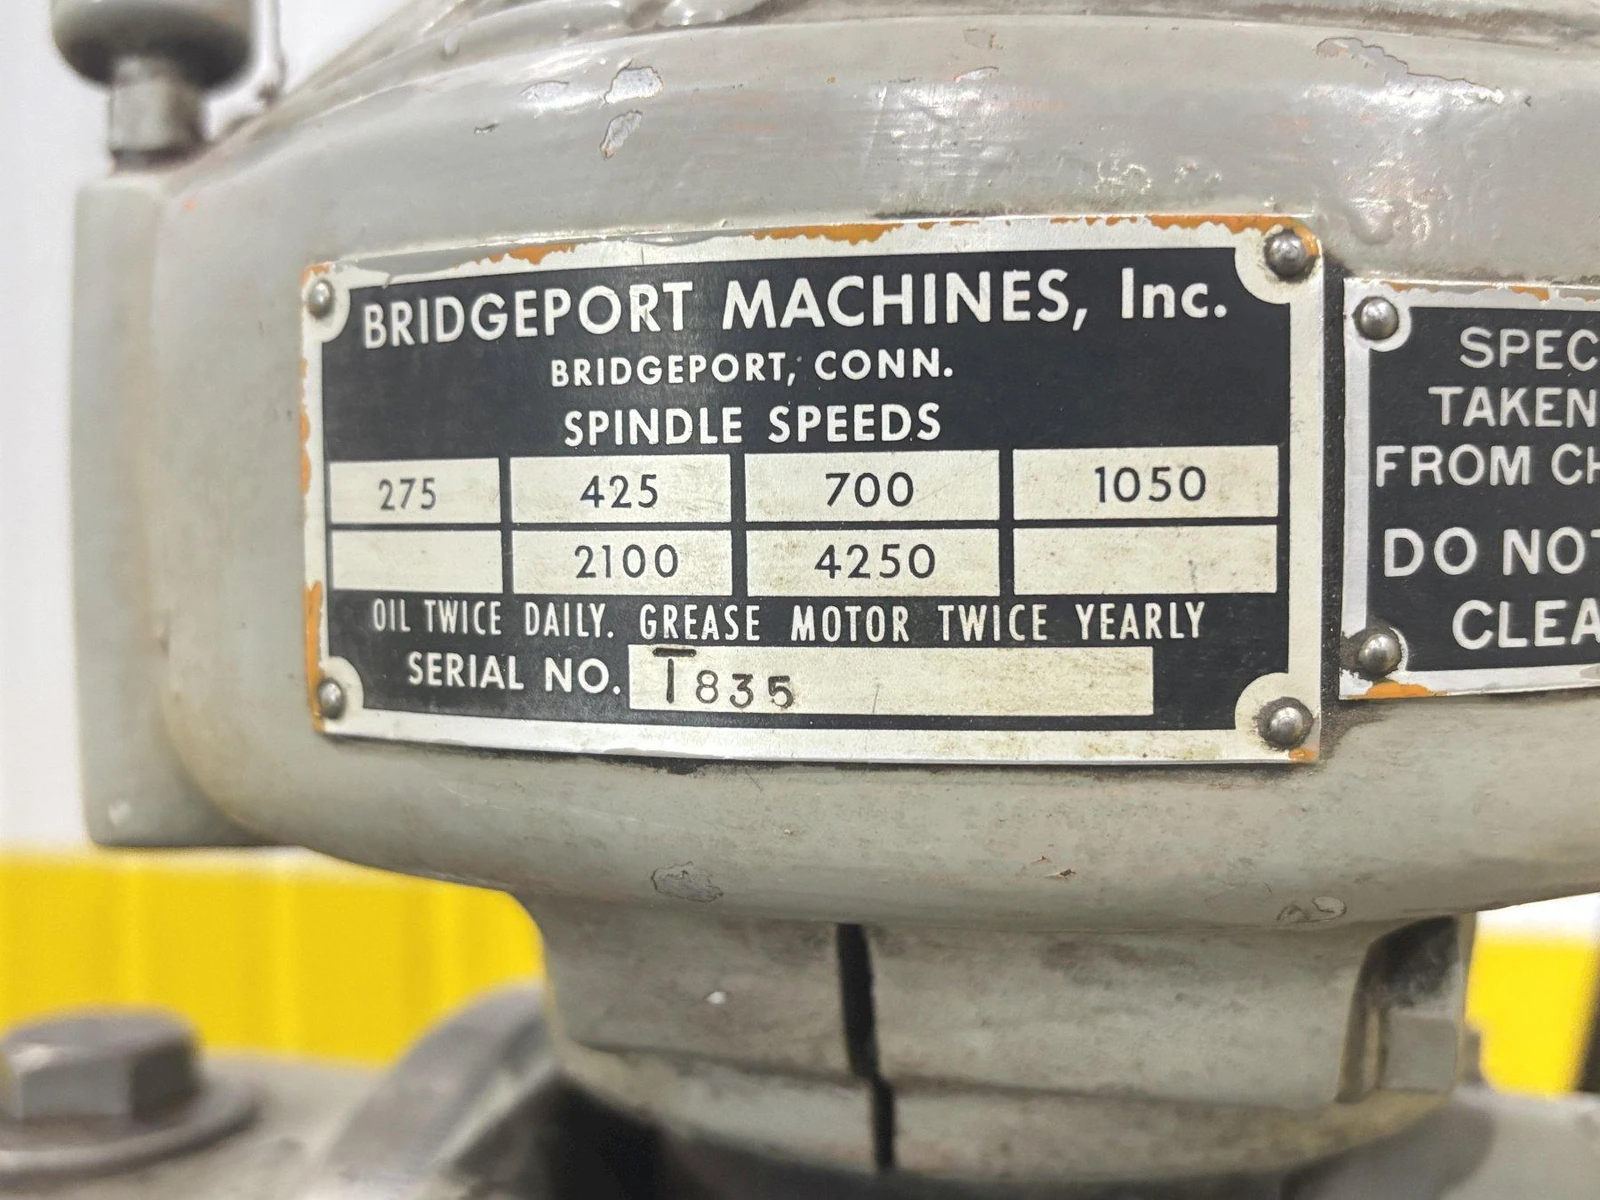 BRIDGEPORT MACHINES, Inc.
BRIDGEPORT, CONN.
SPINDLE SPEEDS
275 425 700 1050
2100 4250
OIL TWICE DAILY. GREASE MOTOR TWICE YEARLY
SERIAL NO. T835
SPEC
TAKEN
FROM CH
DO NOT
CLEA